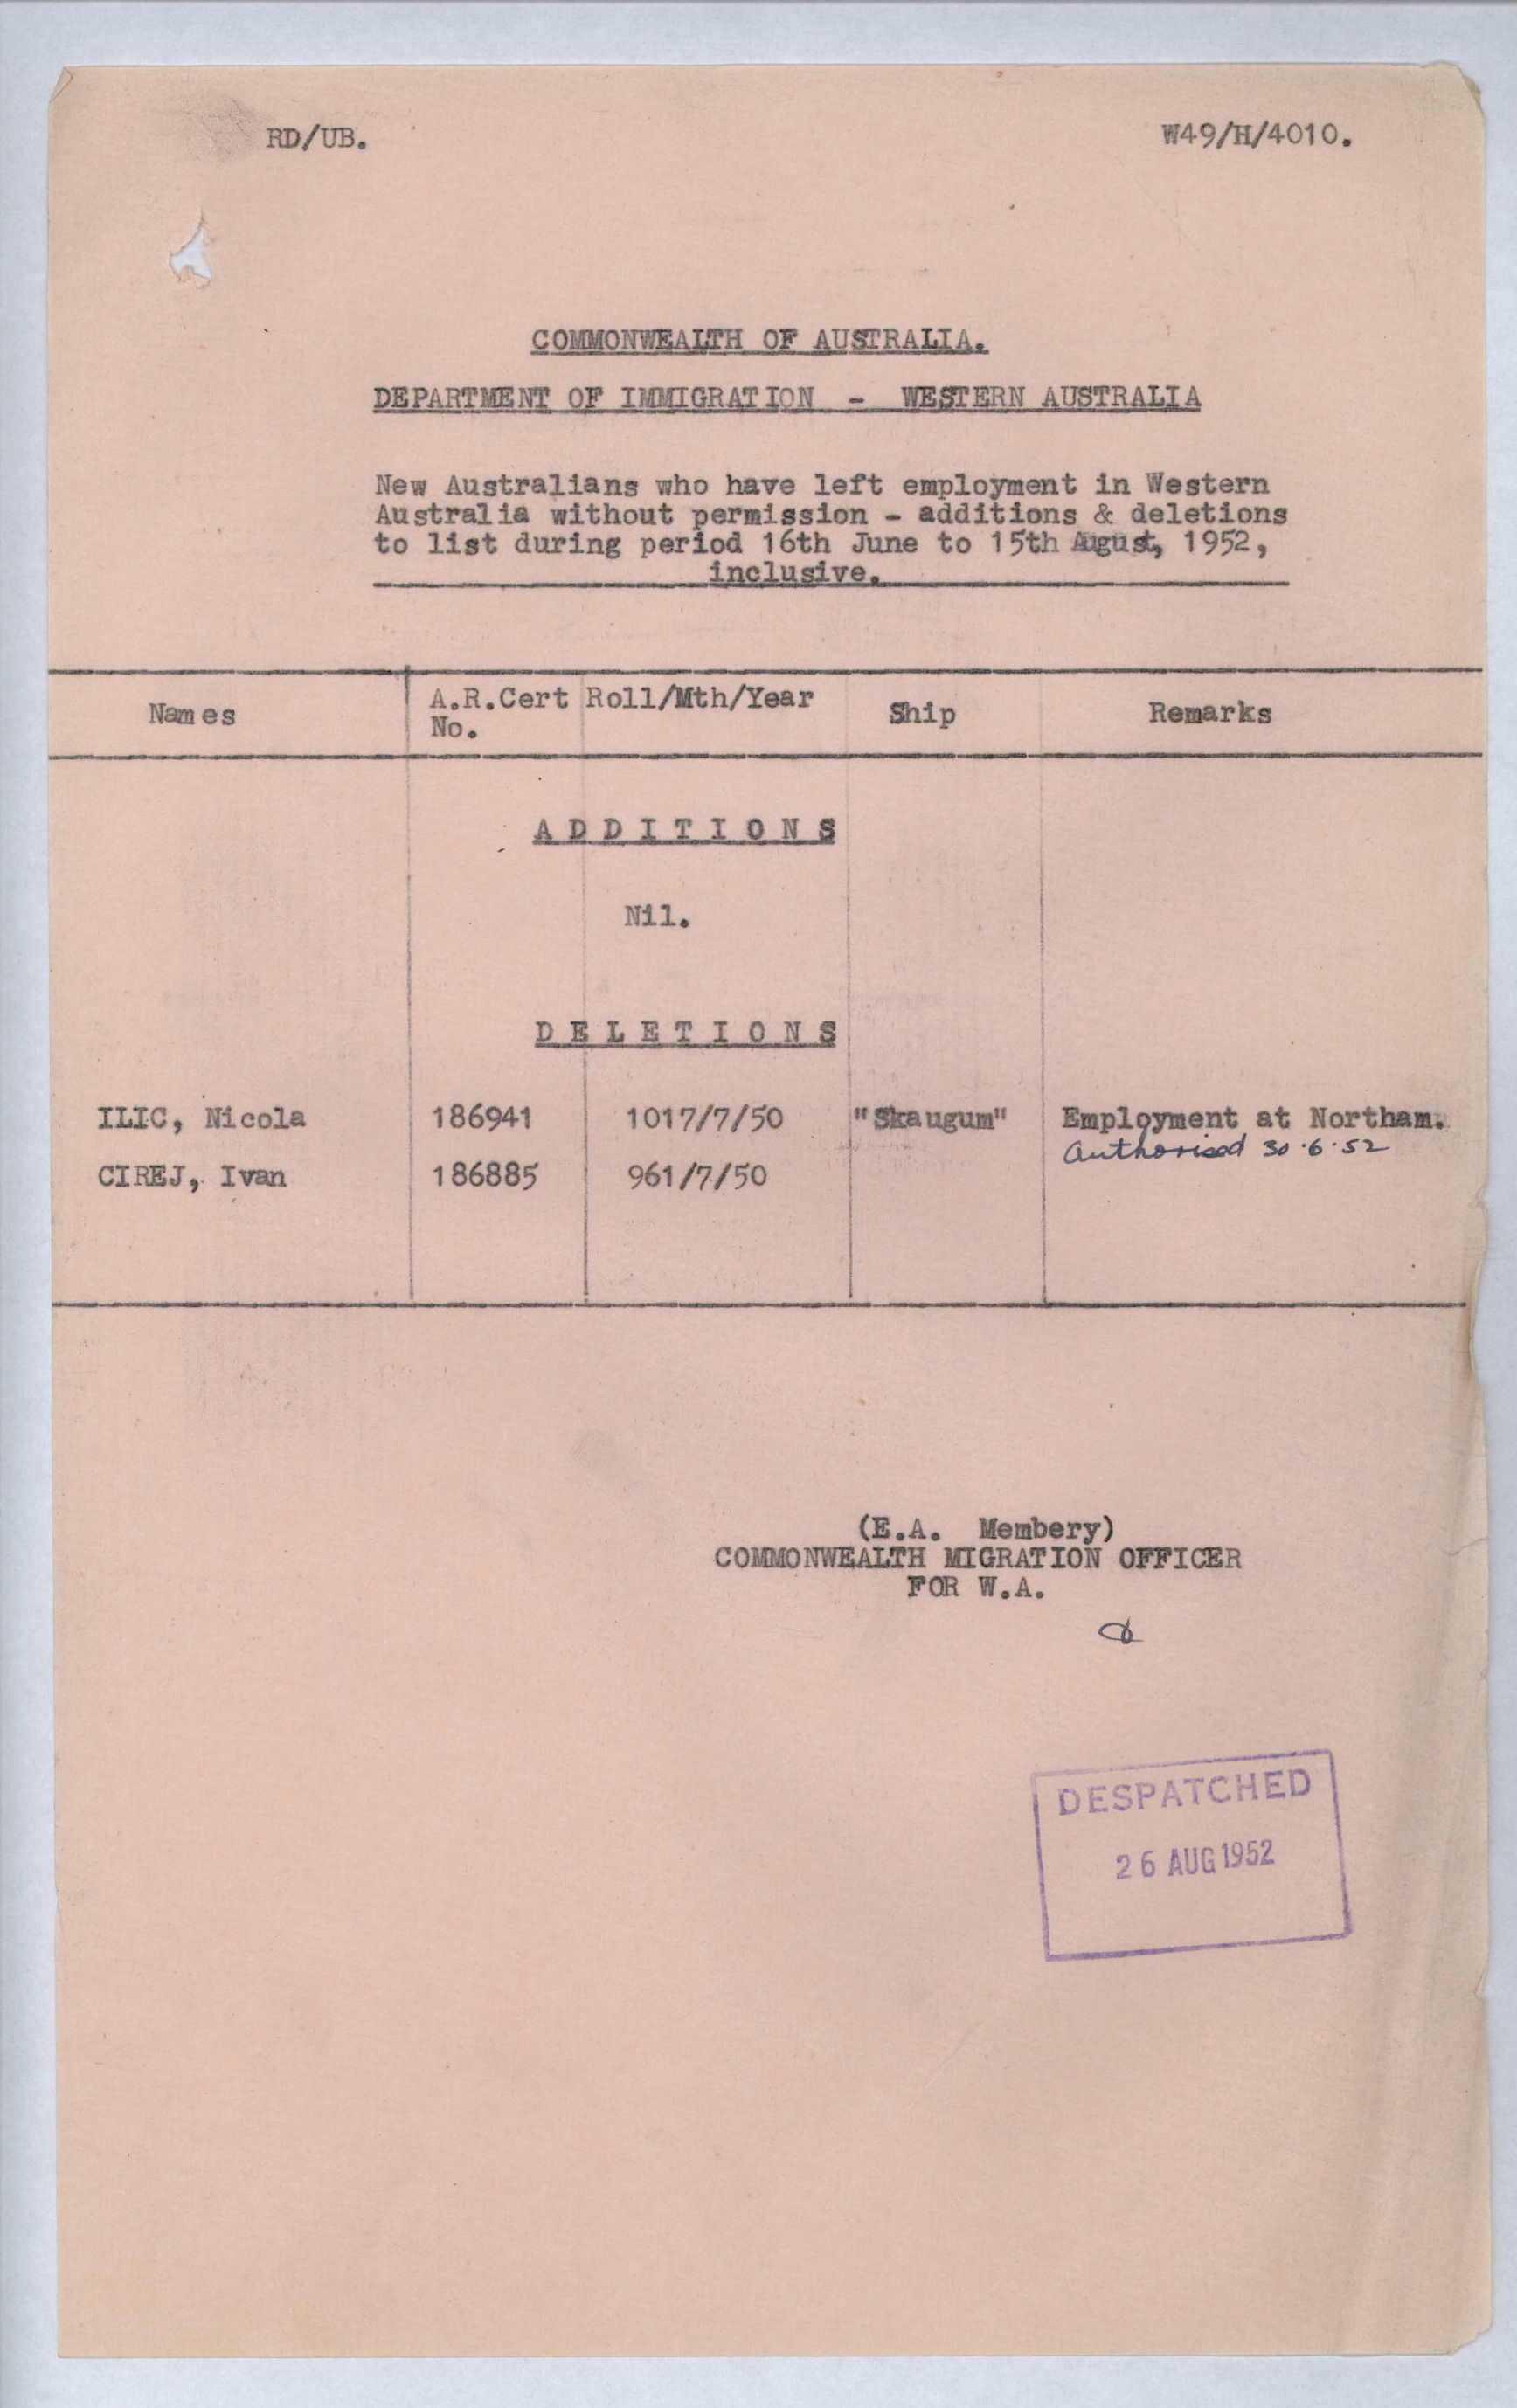 RD/UB.
W49/H/4010.
COMMONWEALTH OF AUSTRALIA.
DEPARTMENT OF IMMIGRATION - WESTERN AUSTRALIA
New Australians who have left employment in Western
Australia without permission - additions & deletions
to list during period 16th June to 15th August, 1952,
inclusive.
Names A.R.Cert No. Roll/Mth/Year Ship Remarks
ADDITIONS
Nil.
DELETIONS
ILIC, Nicola 186941 1017/7/50 "Skaugum" Employment at Northam.
Authorised 30.6.52
CIREJ, Ivan 186885 961/7/50
(E.A. Membery)
COMMONWEALTH MIGRATION OFFICER
FOR W.A.
DESPATCHED
26 AUG 1952